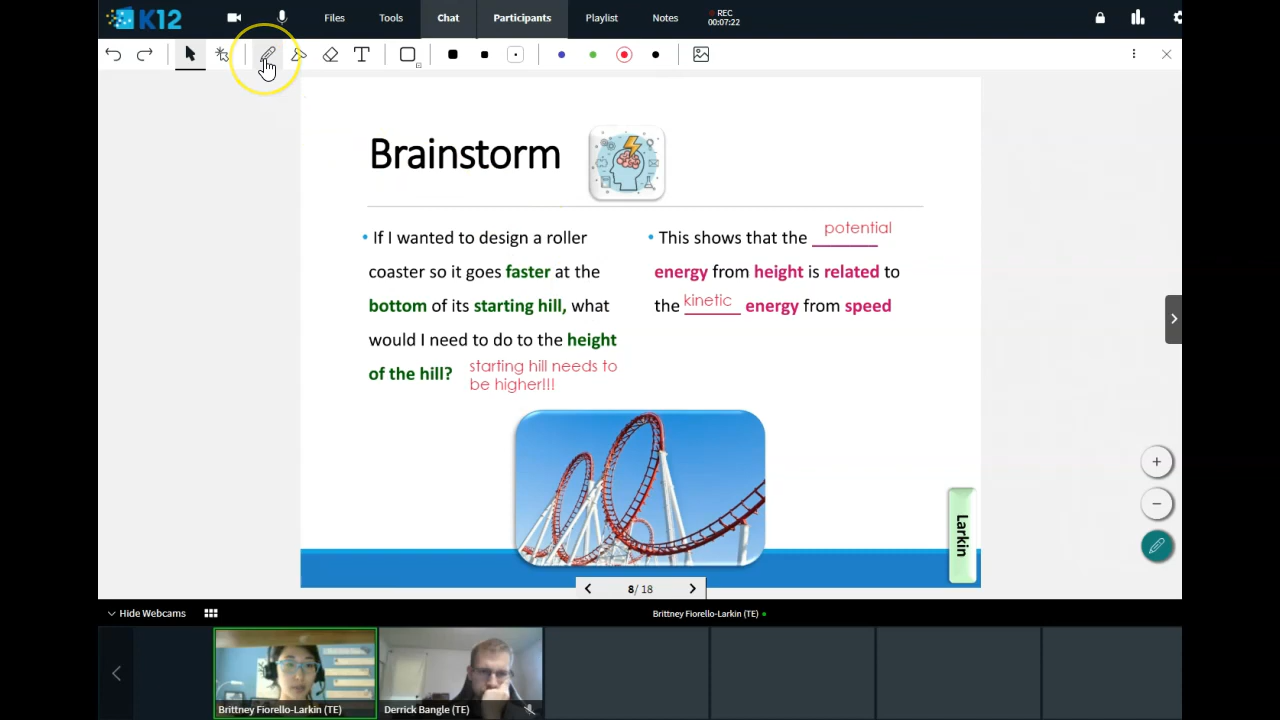 K12
Files
Tools
Chat
Participants
Playlist
Notes
REC
00:07:22
T
Brainstorm
• If I wanted to design a roller
coaster so it goes faster at the
bottom of its starting hill, what
would I need to do to the height
of the hill?
starting hill needs to
be higher!!!
• This shows that the potential
energy from height is related to
the kinetic energy from speed
Larkin
8/ 18
Hide Webcams
Brittney Fiorello-Larkin (TE)
Brittney Fiorello-Larkin (TE)
Derrick Bangle (TE)